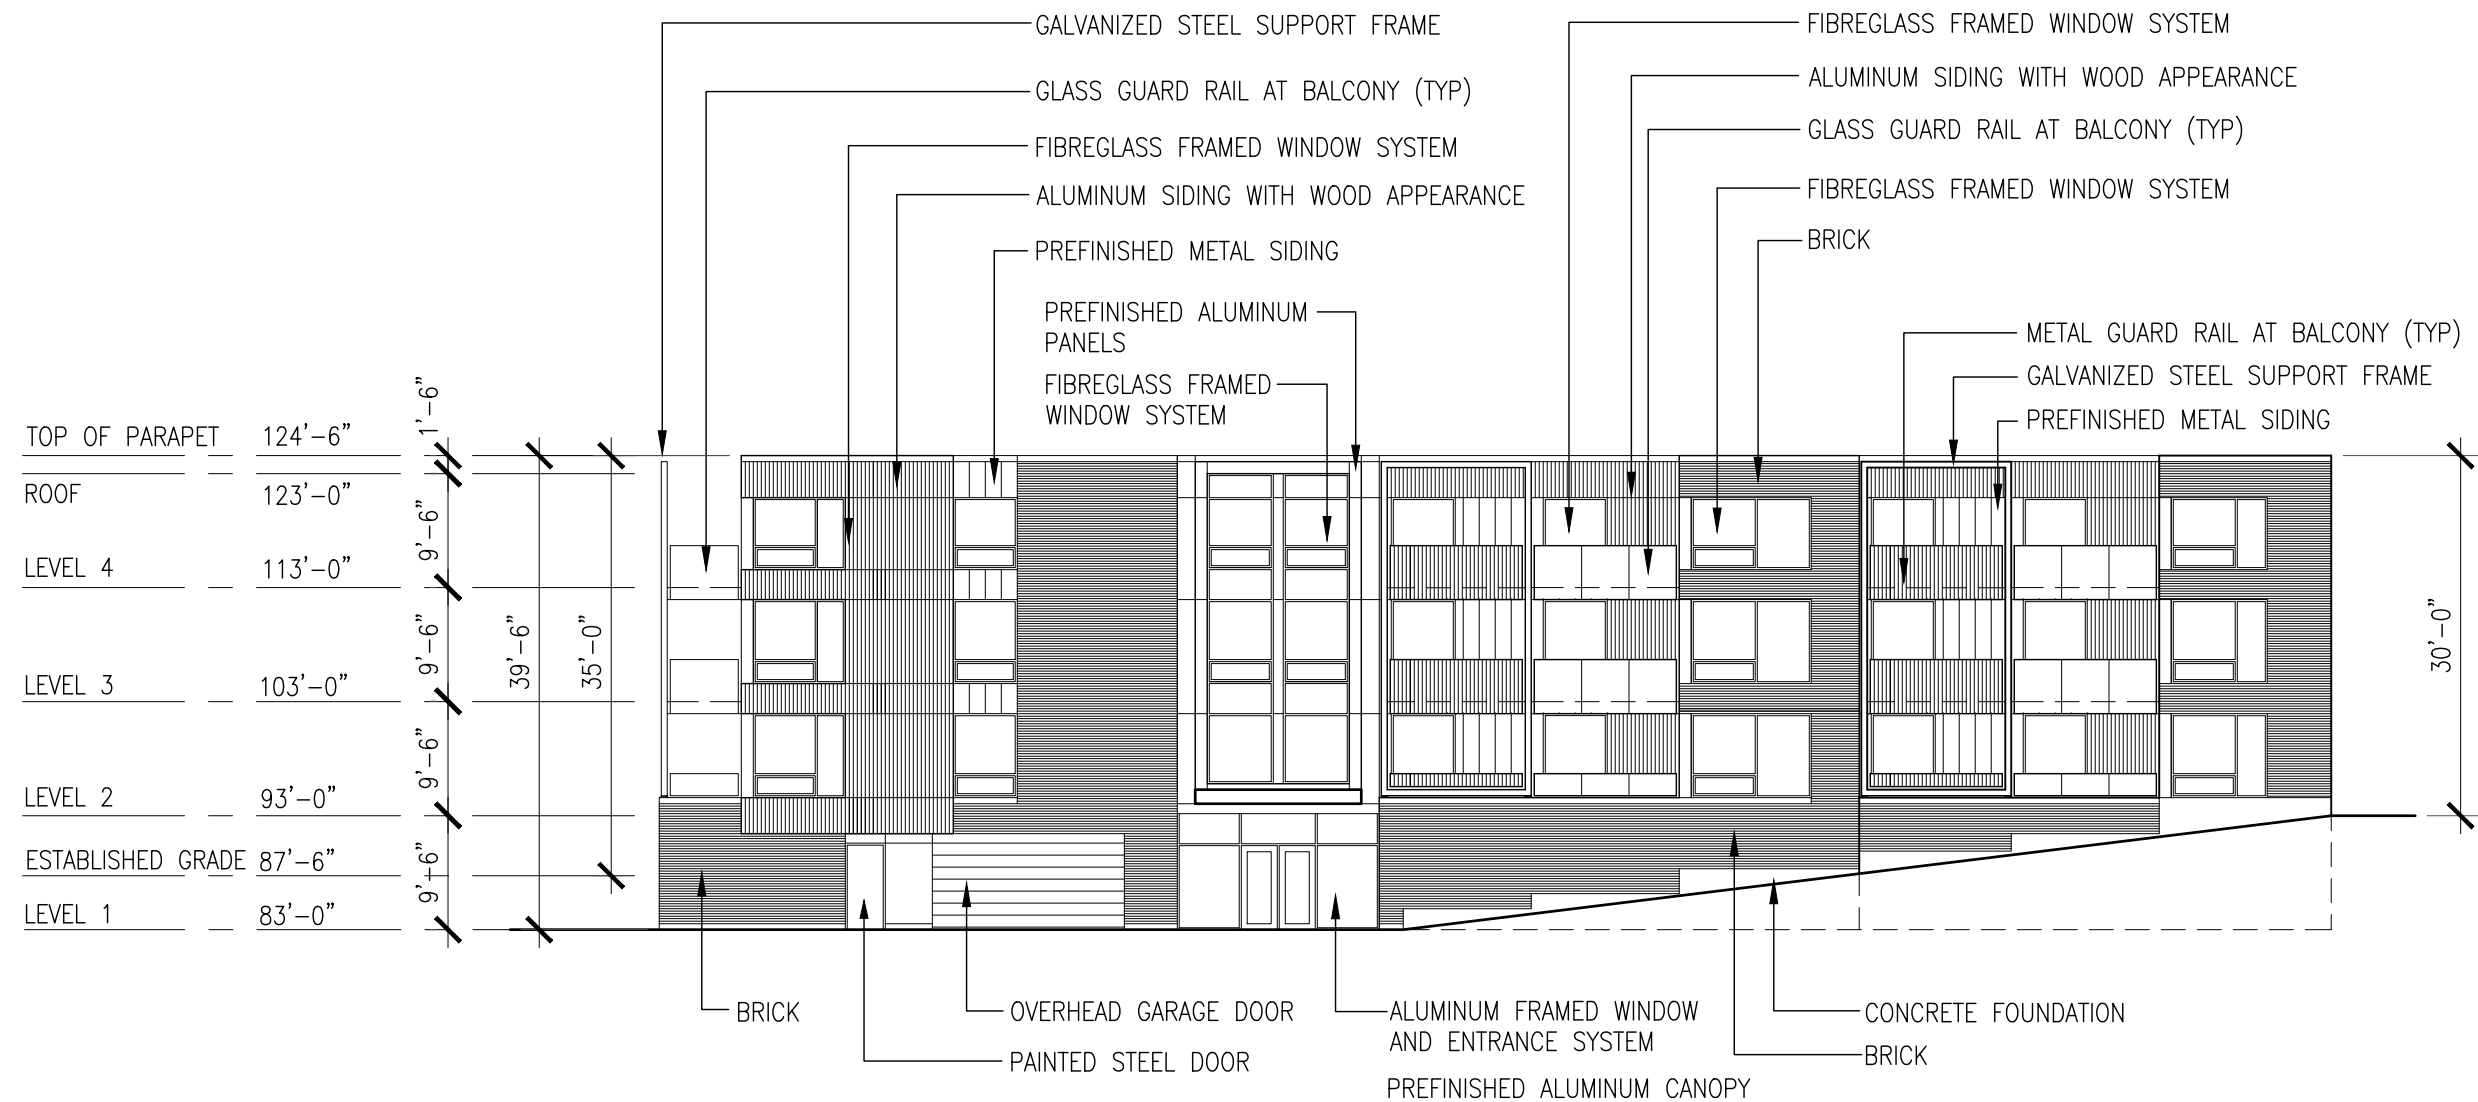 GALVANIZED STEEL SUPPORT FRAME
GLASS GUARD RAIL AT BALCONY (TYP)
FIBREGLASS FRAMED WINDOW SYSTEM
ALUMINUM SIDING WITH WOOD APPEARANCE
PREFINISHED METAL SIDING
PREFINISHED ALUMINUM
PANELS
FIBREGLASS FRAMED
WINDOW SYSTEM
FIBREGLASS FRAMED WINDOW SYSTEM
ALUMINUM SIDING WITH WOOD APPEARANCE
GLASS GUARD RAIL AT BALCONY (TYP)
FIBREGLASS FRAMED WINDOW SYSTEM
BRICK
METAL GUARD RAIL AT BALCONY (TYP)
GALVANIZED STEEL SUPPORT FRAME
PREFINISHED METAL SIDING
TOP OF PARAPET 124'-6"
ROOF 123'-0"
LEVEL 4 113'-0"
LEVEL 3 103'-0"
LEVEL 2 93'-0"
ESTABLISHED GRADE 87'-6"
LEVEL 1 83'-0"
1'-6"
9'-6"
9'-6"
9'-6"
9'-6"
39'-6"
35'-0"
30'-0"
BRICK
OVERHEAD GARAGE DOOR
PAINTED STEEL DOOR
ALUMINUM FRAMED WINDOW
AND ENTRANCE SYSTEM
PREFINISHED ALUMINUM CANOPY
CONCRETE FOUNDATION
BRICK